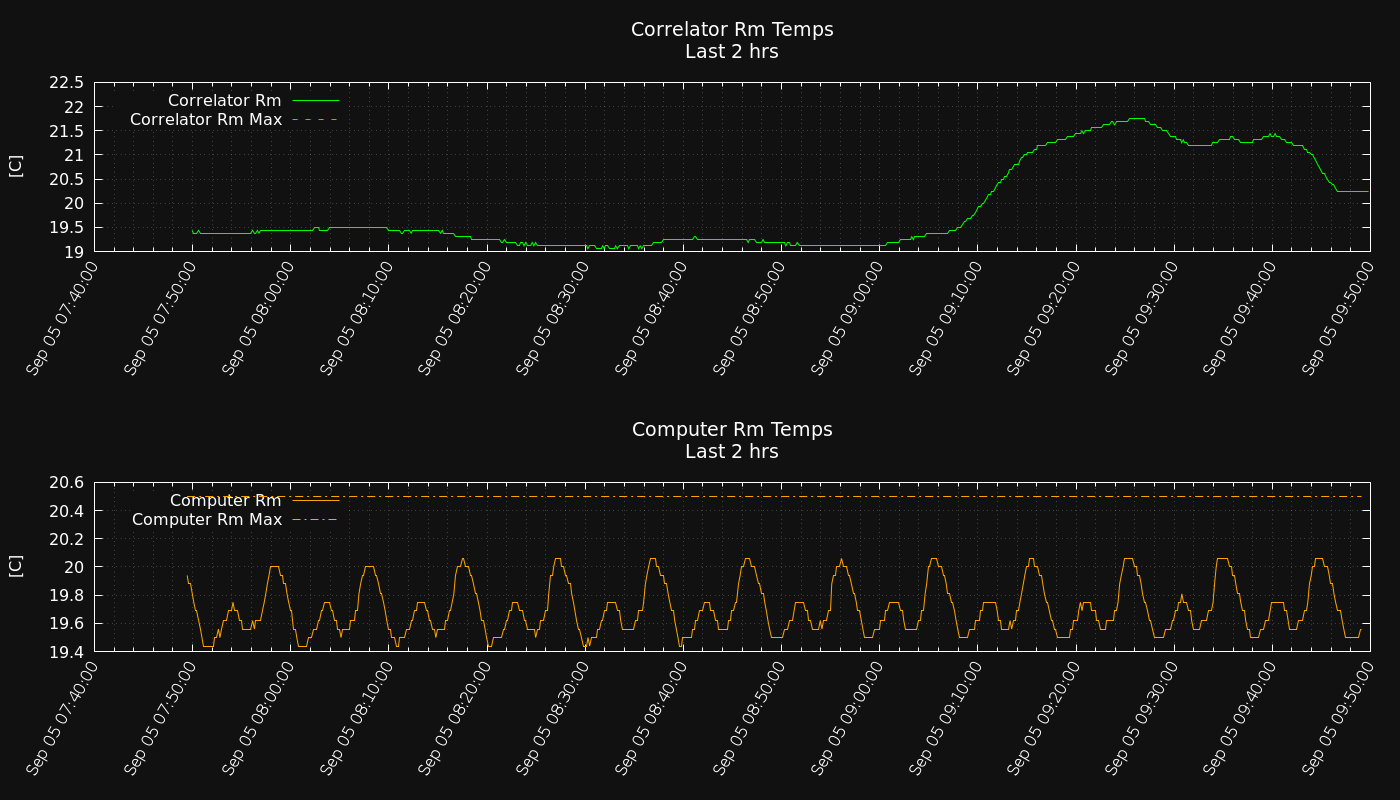 Correlator Rm Temps
Last 2 hrs
22.5
22
21.5
21
20.5
20
19.5
19
[C]
Correlator Rm
Correlator Rm Max
Sep 05 07:40:00
Sep 05 07:50:00
Sep 05 08:00:00
Sep 05 08:10:00
Sep 05 08:20:00
Sep 05 08:30:00
Sep 05 08:40:00
Sep 05 08:50:00
Sep 05 09:00:00
Sep 05 09:10:00
Sep 05 09:20:00
Sep 05 09:30:00
Sep 05 09:40:00
Sep 05 09:50:00
Computer Rm Temps
Last 2 hrs
20.6
20.4
20.2
20
19.8
19.6
19.4
[C]
Computer Rm
Computer Rm Max
Sep 05 07:40:00
Sep 05 07:50:00
Sep 05 08:00:00
Sep 05 08:10:00
Sep 05 08:20:00
Sep 05 08:30:00
Sep 05 08:40:00
Sep 05 08:50:00
Sep 05 09:00:00
Sep 05 09:10:00
Sep 05 09:20:00
Sep 05 09:30:00
Sep 05 09:40:00
Sep 05 09:50:00